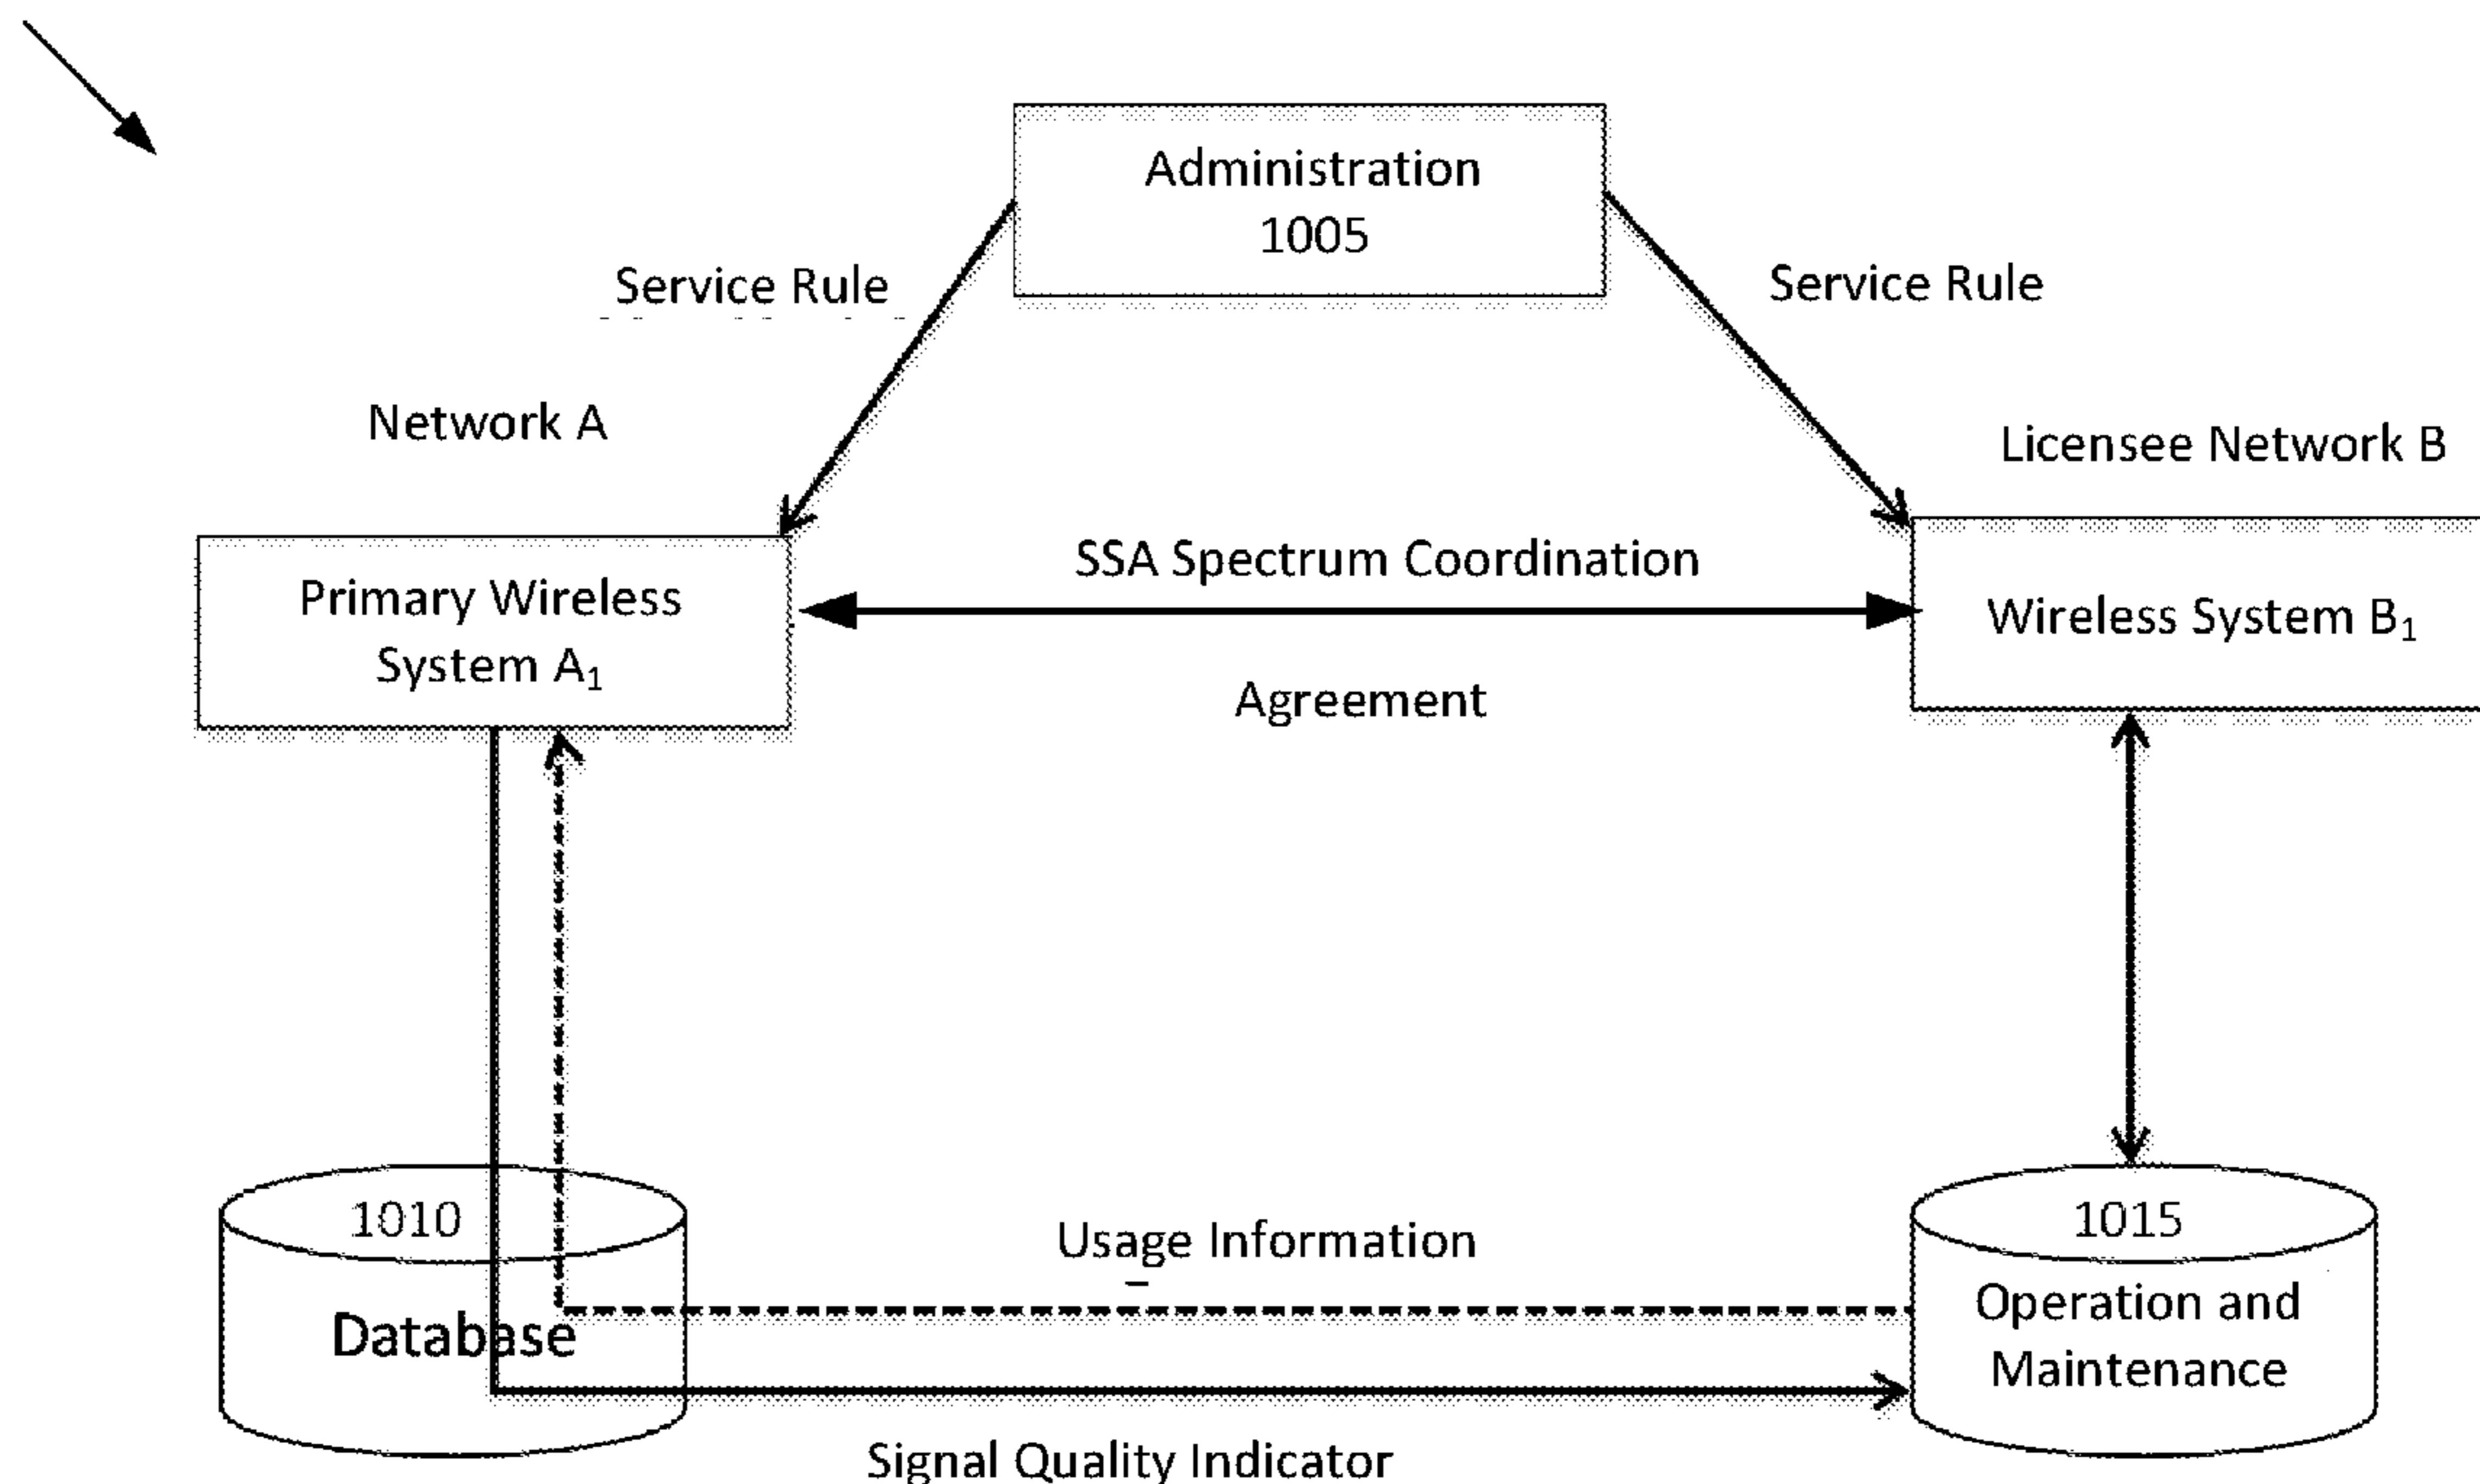 Administration
1005
Service Rule
Service Rule
Network A
Licensee Network B
Primary Wireless
System A₁
SSA Spectrum Coordination
Agreement
Wireless System B₁
1010
Database
Usage Information
1015
Operation and
Maintenance
Signal Quality Indicator